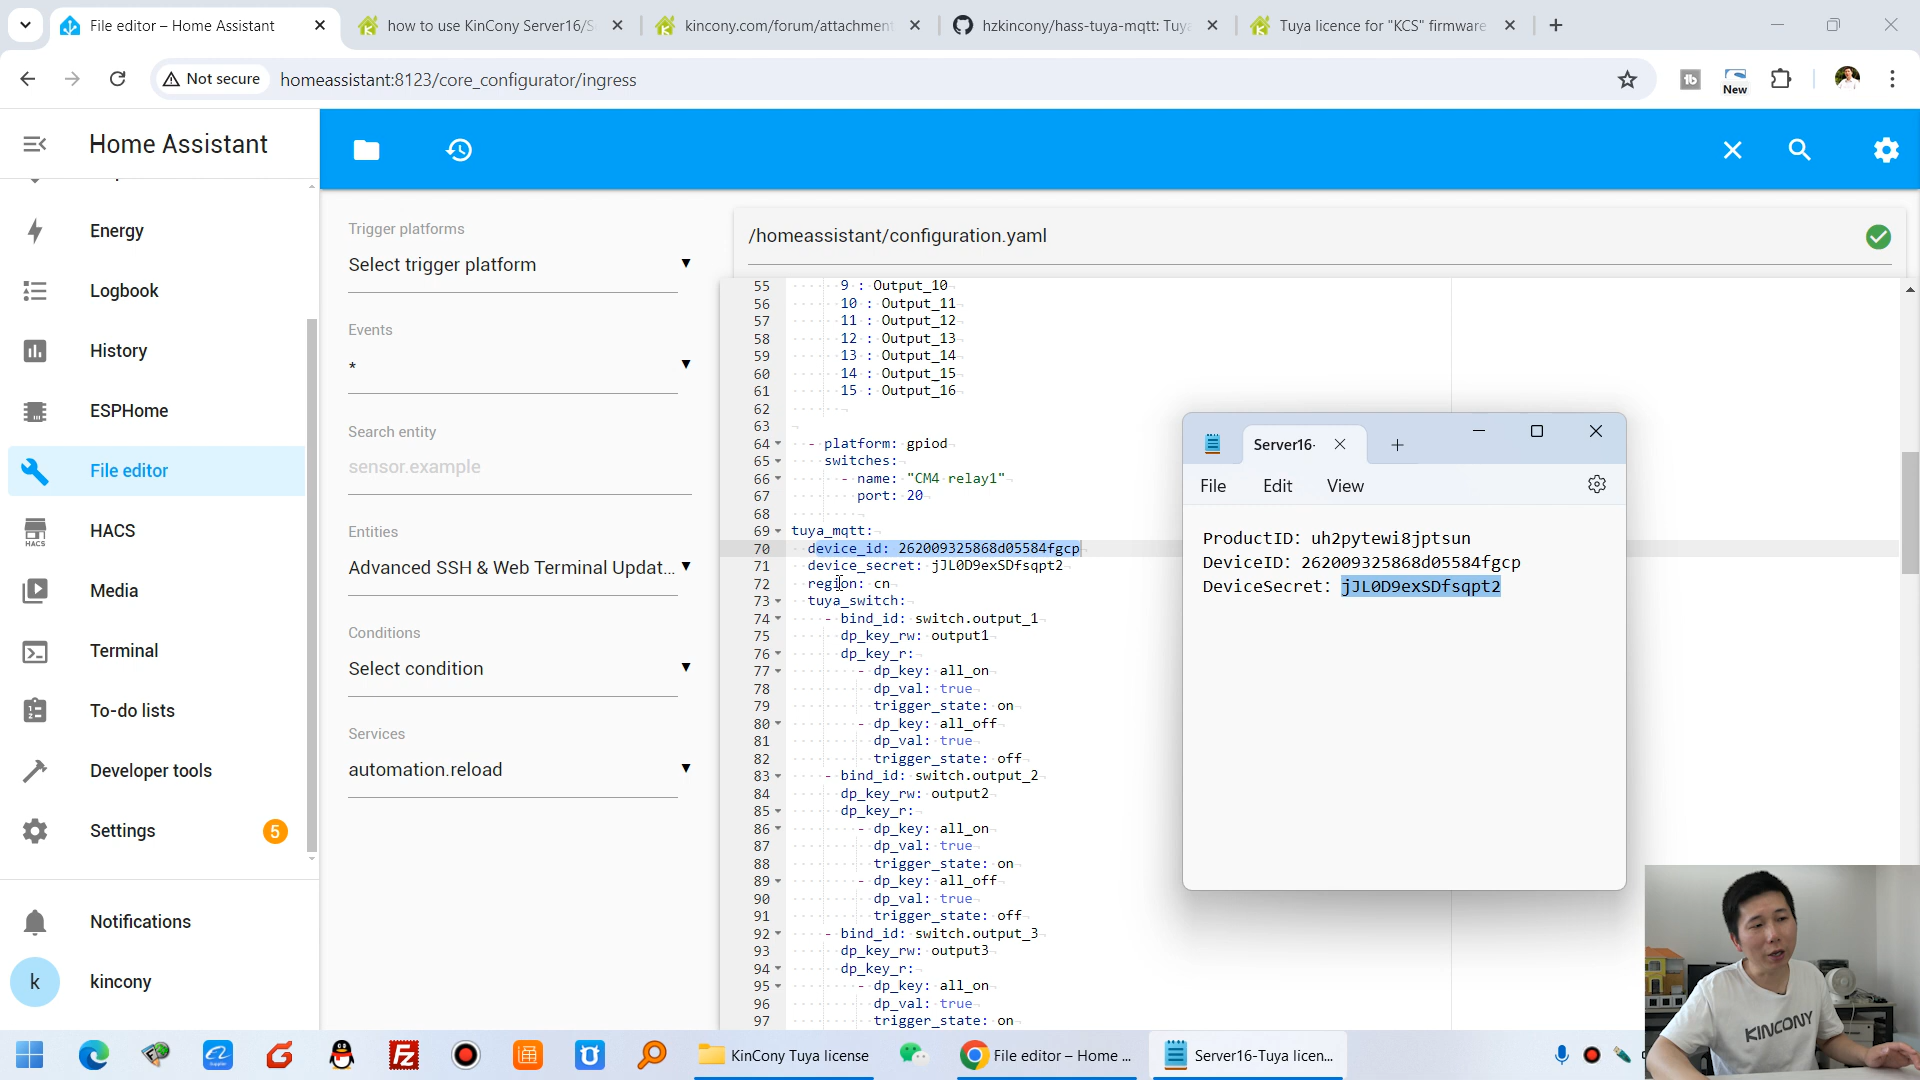 File editor – Home Assistant
how to use KinCony Server16/S
kincony.com/forum/attachment
hzkincony/hass-tuya-mqtt: Tuya
Tuya licence for "KCS" firmware
Not secure
homeassistant:8123/core_configurator/ingress
New
Home Assistant
Energy
Logbook
History
ESPHome
File editor
HACS
HACS
Media
Terminal
To-do lists
Developer tools
Settings
5
Notifications
k
kincony
Trigger platforms
Select trigger platform
Events
*
Search entity
sensor.example
Entities
Advanced SSH & Web Terminal Updat...
Conditions
Select condition
Services
automation.reload
/homeassistant/configuration.yaml
55 9 : Output_10
56 10 : Output_11
57 11 : Output_12
58 12 : Output_13
59 13 : Output_14
60 14 : Output_15
61 15 : Output_16
62
63
64 - platform: gpiod
65 switches:
66 - name: "CM4 relay1"
67 port: 20
68
69 tuya_mqtt:
70 device_id: 262009325868d05584fgcp
71 device_secret: jJL0D9exSDfsqpt2
72 region: cn
73 tuya_switch:
74 - bind_id: switch.output_1
75 dp_key_rw: output1
76 dp_key_r:
77 - dp_key: all_on
78 dp_val: true
79 trigger_state: on
80 - dp_key: all_off
81 dp_val: true
82 trigger_state: off
83 - bind_id: switch.output_2
84 dp_key_rw: output2
85 dp_key_r:
86 - dp_key: all_on
87 dp_val: true
88 trigger_state: on
89 - dp_key: all_off
90 dp_val: true
91 trigger_state: off
92 - bind_id: switch.output_3
93 dp_key_rw: output3
94 dp_key_r:
95 - dp_key: all_on
96 dp_val: true
97 trigger_state: on
Server16-
File Edit View
ProductID: uh2pytewi8jptsun
DeviceID: 262009325868d05584fgcp
DeviceSecret: jJL0D9exSDfsqpt2
KINCONY
KinCony Tuya license
File editor – Home ...
Server16-Tuya licen...